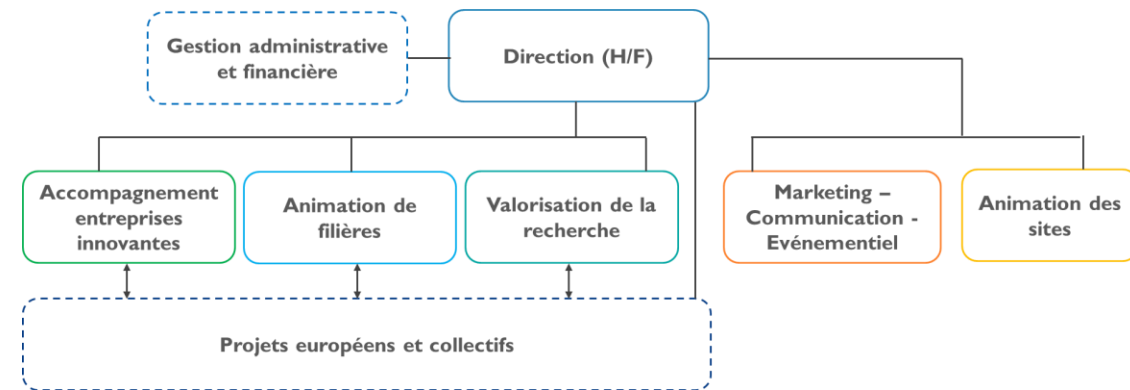 Gestion administrative
et financière
Direction (H/F)
Accompagnement
entreprises
innovantes
Animation de
filières
Valorisation de la
recherche
Marketing –
Communication -
Evénementiel
Animation des
sites
Projets européens et collectifs